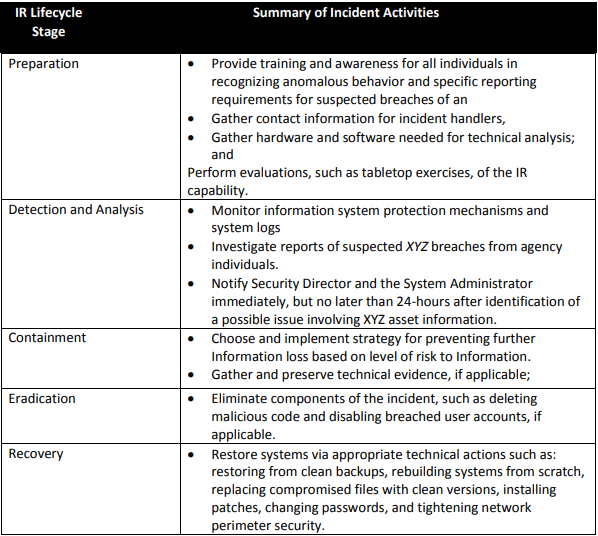 IR Lifecycle Summary of Incident Activities
Stage
Preparation • Provide training and awareness for all individuals in
recognizing anomalous behavior and specific reporting
requirements for suspected breaches of an
• Gather contact information for incident handlers,
• Gather hardware and software needed for technical analysis;
and
Perform evaluations, such as tabletop exercises, of the IR
capability.
Detection and Analysis • Monitor information system protection mechanisms and
system logs
• Investigate reports of suspected XYZ breaches from agency
individuals.
• Notify Security Director and the System Administrator
immediately, but no later than 24-hours after identification of
a possible issue involving XYZ asset information.
Containment • Choose and implement strategy for preventing further
Information loss based on level of risk to Information.
• Gather and preserve technical evidence, if applicable;
Eradication • Eliminate components of the incident, such as deleting
malicious code and disabling breached user accounts, if
applicable.
Recovery • Restore systems via appropriate technical actions such as:
restoring from clean backups, rebuilding systems from scratch,
replacing compromised files with clean versions, installing
patches, changing passwords, and tightening network
perimeter security.